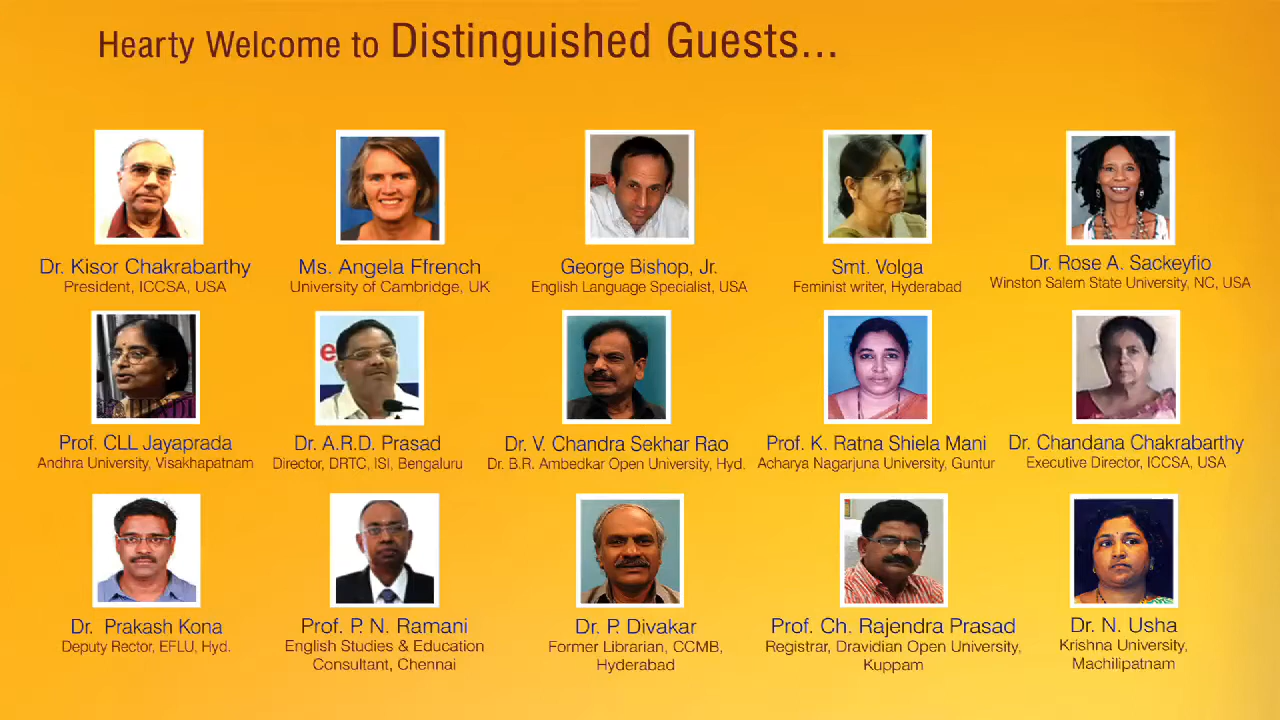 Hearty Welcome to Distinguished Guests...
Dr. Kisor Chakrabarthy
President, ICCSA, USA
Ms. Angela Ffrench
University of Cambridge, UK
George Bishop, Jr.
English Language Specialist, USA
Smt. Volga
Feminist writer, Hyderabad
Dr. Rose A. Sackeyfio
Winston Salem State University, NC, USA
Prof. CLL Jayaprada
Andhra University, Visakhapatnam
Dr. A.R.D. Prasad
Director, DRTC, ISI, Bengaluru
Dr. V. Chandra Sekhar Rao
Dr. B.R. Ambedkar Open University, Hyd.
Prof. K. Ratna Shiela Mani
Acharya Nagarjuna University, Guntur
Dr. Chandana Chakrabarthy
Executive Director, ICCSA, USA
Dr. Prakash Kona
Deputy Rector, EFLU, Hyd.
Prof. P. N. Ramani
English Studies & Education
Consultant, Chennai
Dr. P. Divakar
Former Librarian, CCMB,
Hyderabad
Prof. Ch. Rajendra Prasad
Registrar, Dravidian Open University,
Kuppam
Dr. N. Usha
Krishna University,
Machilipatnam